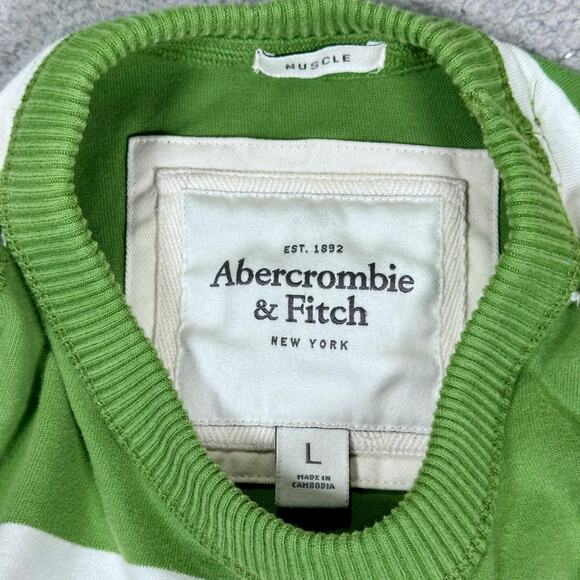 MUSCLE
EST. 1892
Abercrombie
& Fitch
NEW YORK
L
MADE IN
CAMBODIA